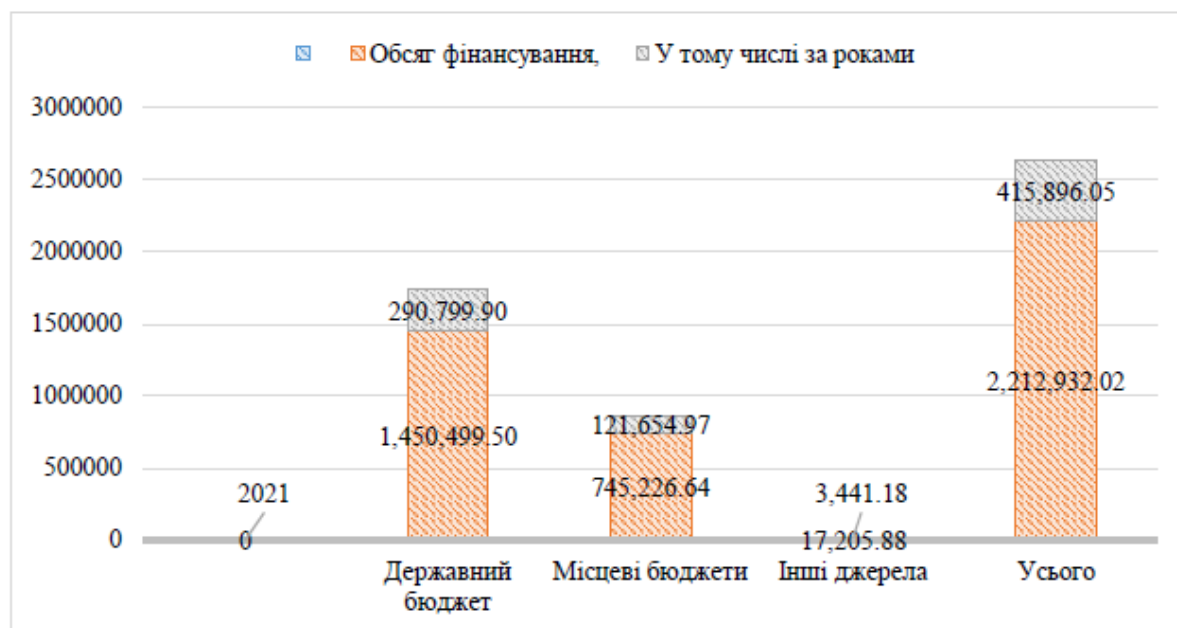 Обсяг фінансування, У тому числі за роками
3000000
2500000
2000000
1500000
1000000
500000
0
415,896.05
290,799.90
2,212,932.02
1,450,499.50
121,654.97
745,226.64
2021
0
3,441.18
17,205.88
Державний
бюджет
Місцеві бюджети
Інші джерела
Усього